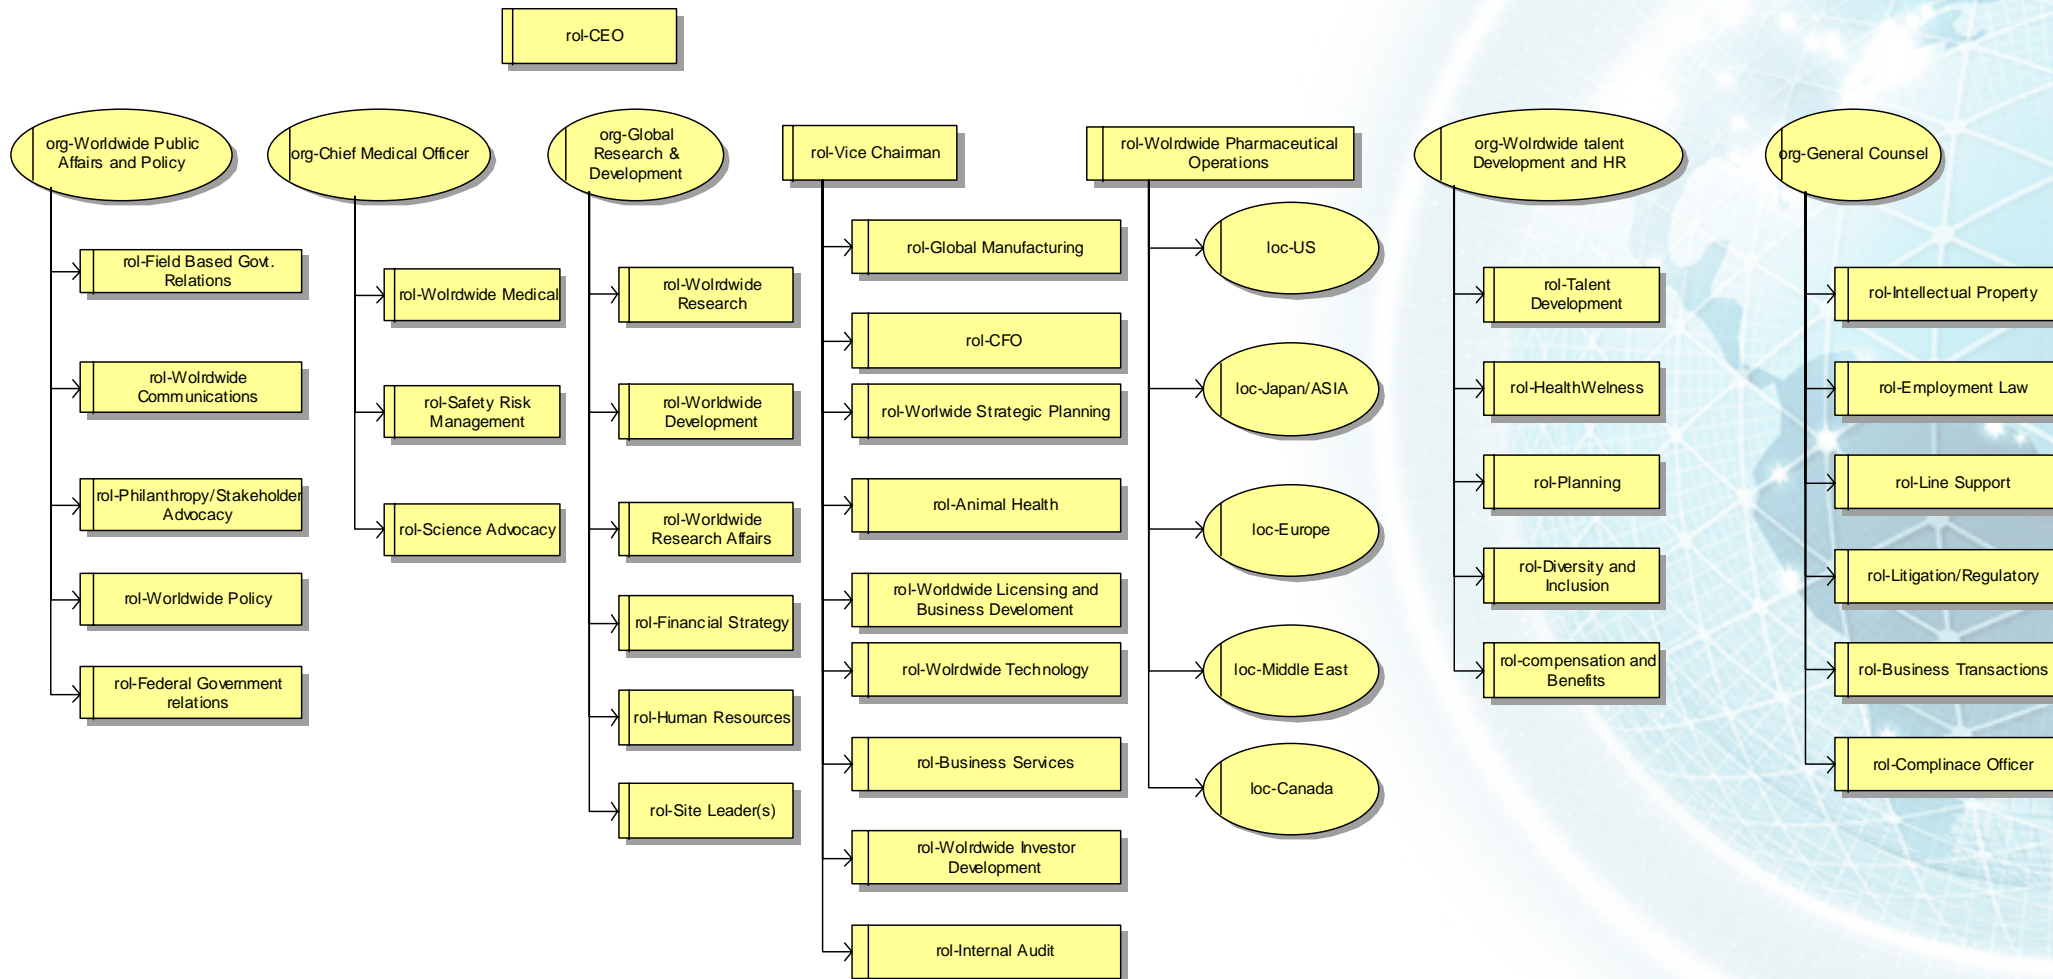 rol-CEO
org-Worldwide Public
Affairs and Policy
rol-Field Based Govt.
Relations
rol-Wolrdwide
Communications
rol-Philanthropy/Stakeholder
Advocacy
rol-Worldwide Policy
rol-Federal Government
relations
org-Chief Medical Officer
rol-Wolrdwide Medical
rol-Safety Risk
Management
rol-Science Advocacy
org-Global
Research &
Development
rol-Wolrdwide
Research
rol-Worldwide
Development
rol-Worldwide
Research Affairs
rol-Financial Strategy
rol-Human Resources
rol-Site Leader(s)
rol-Vice Chairman
rol-Global Manufacturing
rol-CFO
rol-Worlwide Strategic Planning
rol-Animal Health
rol-Worldwide Licensing and
Business Develoment
rol-Wolrdwide Technology
rol-Business Services
rol-Wolrdwide Investor
Development
rol-Internal Audit
rol-Wolrdwide Pharmaceutical
Operations
loc-US
loc-Japan/ASIA
loc-Europe
loc-Middle East
loc-Canada
org-Wolrdwide talent
Development and HR
rol-Talent
Development
rol-HealthWelness
rol-Planning
rol-Diversity and
Inclusion
rol-compensation and
Benefits
org-General Counsel
rol-Intellectual Property
rol-Employment Law
rol-Line Support
rol-Litigation/Regulatory
rol-Business Transactions
rol-Complinace Officer